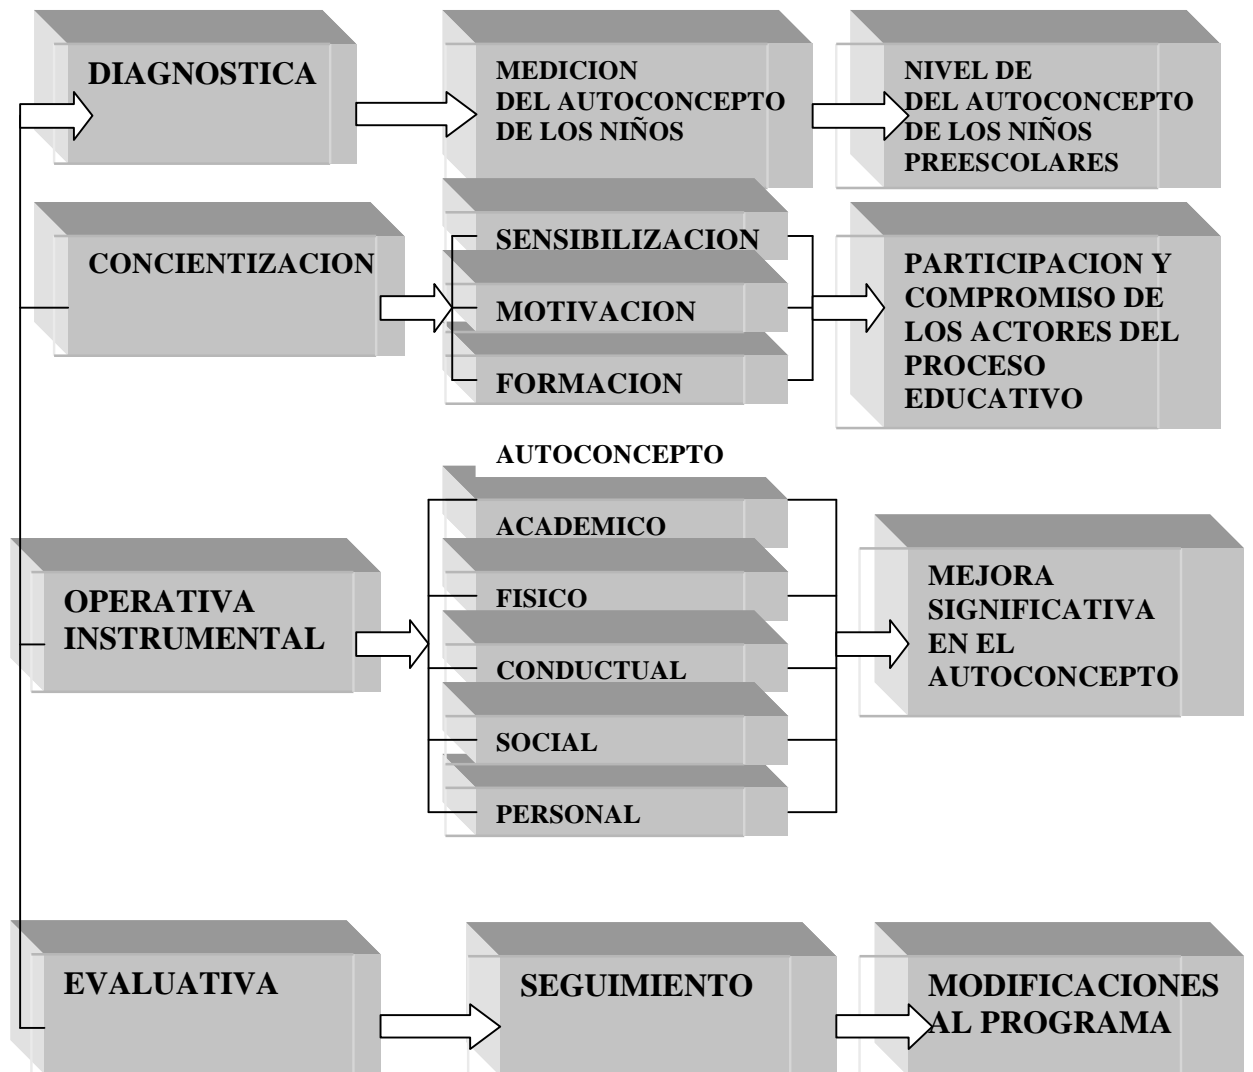 DIAGNOSTICA
MEDICION
DEL AUTOCONCEPTO
DE LOS NIÑOS
NIVEL DE
DEL AUTOCONCEPTO
DE LOS NIÑOS
PREESCOLARES
CONCIENTIZACION
SENSIBILIZACION
MOTIVACION
FORMACION
PARTICIPACION Y
COMPROMISO DE
LOS ACTORES DEL
PROCESO
EDUCATIVO
OPERATIVA
INSTRUMENTAL
AUTOCONCEPTO
ACADEMICO
FISICO
CONDUCTUAL
SOCIAL
PERSONAL
MEJORA
SIGNIFICATIVA
EN EL
AUTOCONCEPTO
EVALUATIVA
SEGUIMIENTO
MODIFICACIONES
AL PROGRAMA